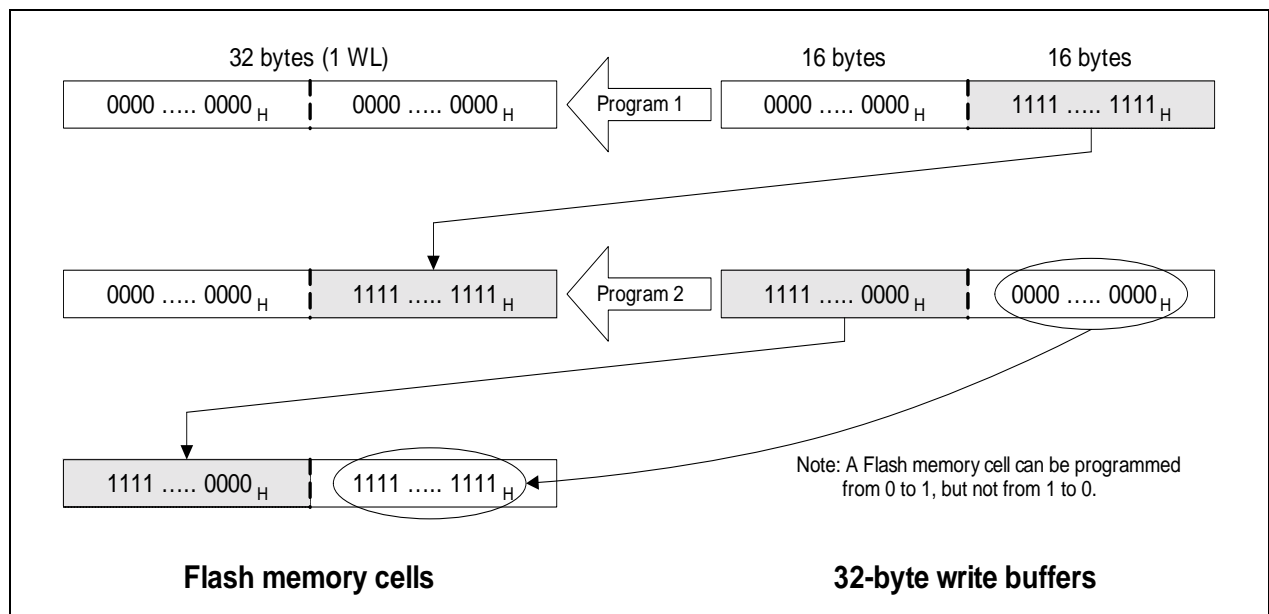 32 bytes (1 WL) 16 bytes 16 bytes
0000 ..... 0000 H 0000 ..... 0000 H Program 1 0000 ..... 0000 H 1111 ..... 1111 H
0000 ..... 0000 H 1111 ..... 1111 H Program 2 1111 ..... 0000 H 0000 ..... 0000 H
1111 ..... 0000 H 1111 ..... 1111 H
Note: A Flash memory cell can be programmed
from 0 to 1, but not from 1 to 0.
Flash memory cells 32-byte write buffers